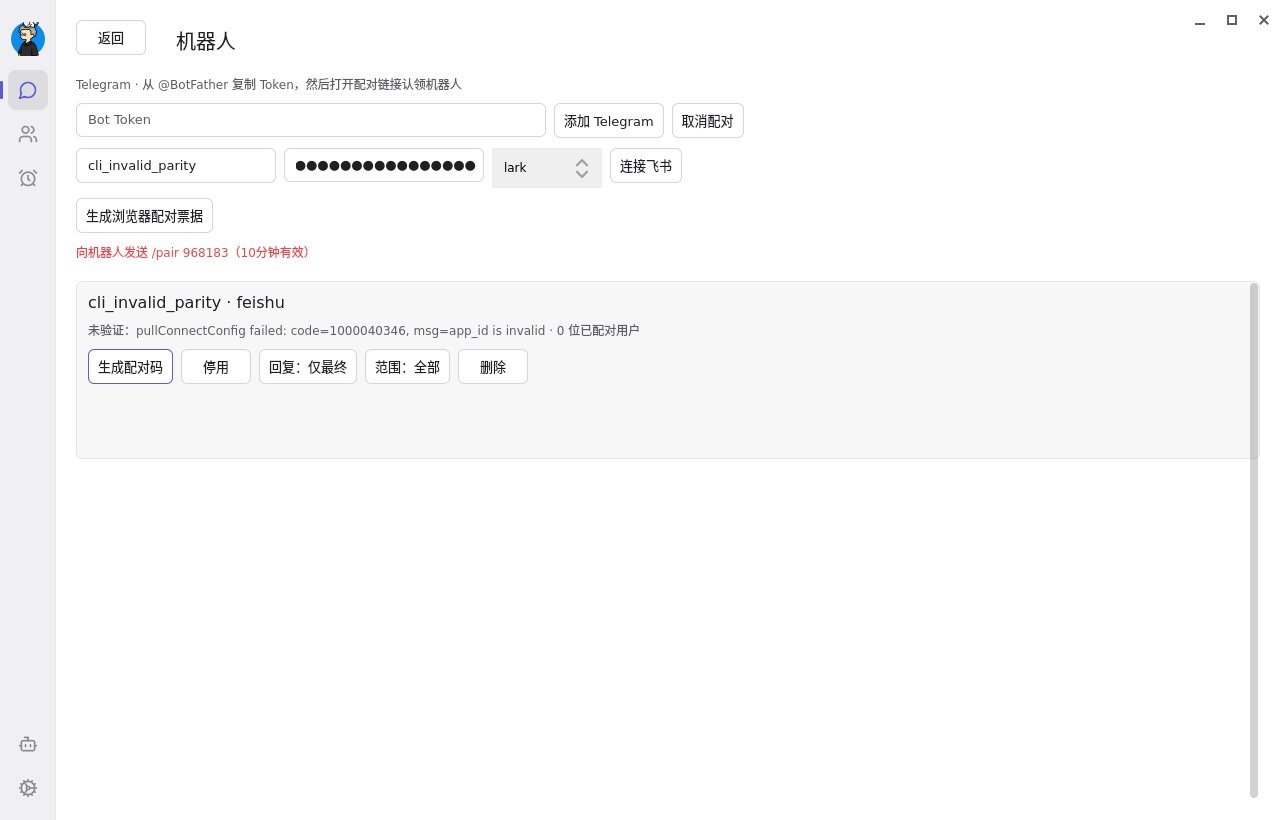 返回 机器人
Telegram · 从 @BotFather 复制 Token，然后打开配对链接认领机器人
Bot Token 添加 Telegram 取消配对
cli_invalid_parity ●●●●●●●●●●●●●●●● lark 连接飞书
生成浏览器配对票据
向机器人发送 /pair 968183（10分钟有效）
cli_invalid_parity · feishu
未验证：pullConnectConfig failed: code=1000040346, msg=app_id is invalid · 0 位已配对用户
生成配对码 停用 回复：仅最终 范围：全部 删除